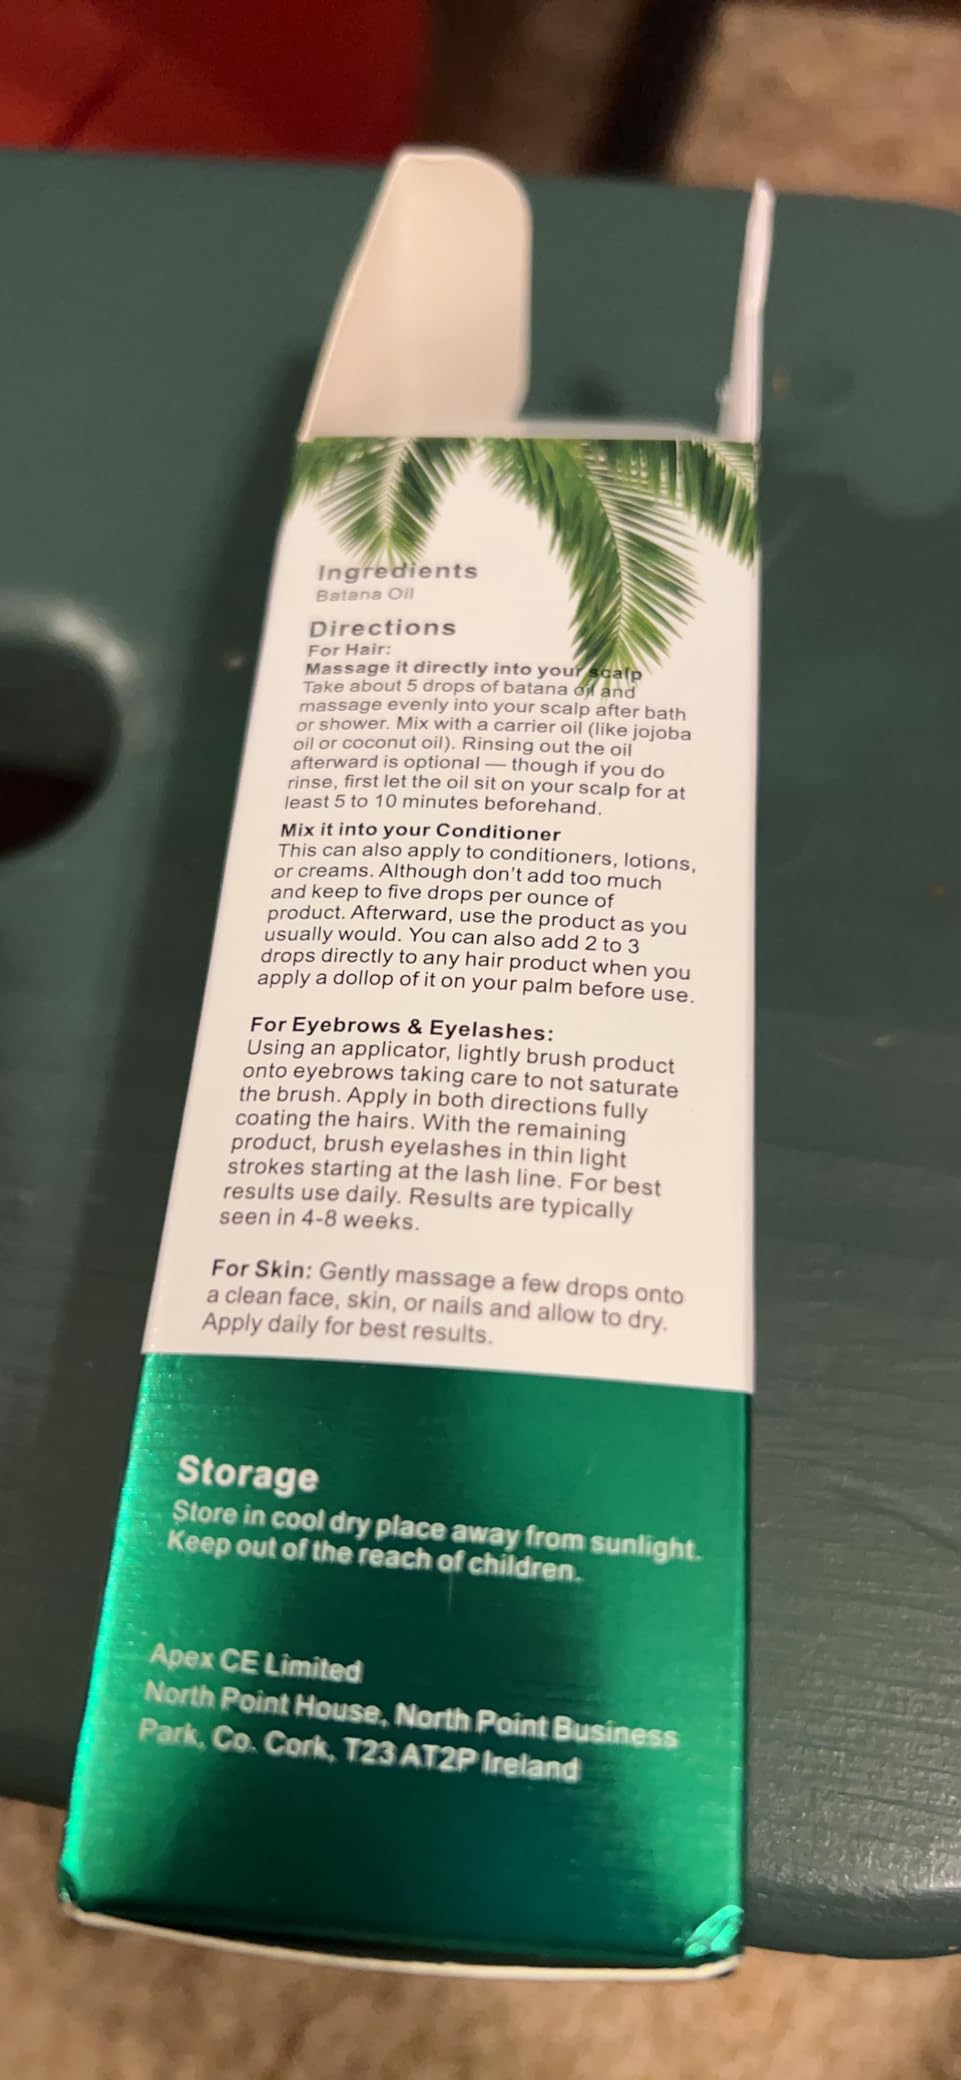 Ingredients
Batana Oil
Directions
For Hair:
Massage it directly into your scalp
Take about 5 drops of batana oil and
massage evenly into your scalp after bath
or shower. Mix with a carrier oil (like jojoba
oil or coconut oil). Rinsing out the oil
afterward is optional — though if you do
rinse, first let the oil sit on your scalp for at
least 5 to 10 minutes beforehand.
Mix it into your Conditioner
This can also apply to conditioners, lotions,
or creams. Although don't add too much
and keep to five drops per ounce of
product. Afterward, use the product as you
usually would. You can also add 2 to 3
drops directly to any hair product when you
apply a dollop of it on your palm before use.
For Eyebrows & Eyelashes:
Using an applicator, lightly brush product
onto eyebrows taking care to not saturate
the brush. Apply in both directions fully
coating the hairs. With the remaining
product, brush eyelashes in thin light
strokes starting at the lash line. For best
results use daily. Results are typically
seen in 4-8 weeks.
For Skin: Gently massage a few drops onto
a clean face, skin, or nails and allow to dry.
Apply daily for best results.
Storage
Store in cool dry place away from sunlight.
Keep out of the reach of children.
Apex CE Limited
North Point House, North Point Business
Park, Co. Cork, T23 AT2P Ireland